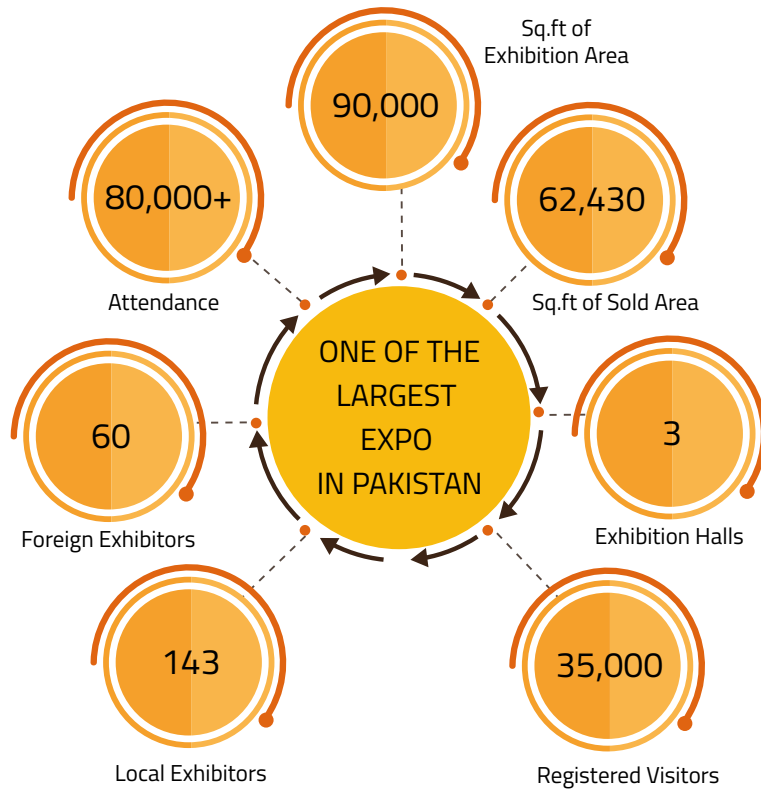 Sq.ft of
Exhibition Area
90,000
80,000+
Attendance
62,430
Sq.ft of Sold Area
ONE OF THE
LARGEST
EXPO
IN PAKISTAN
60
Foreign Exhibitors
3
Exhibition Halls
143
Local Exhibitors
35,000
Registered Visitors